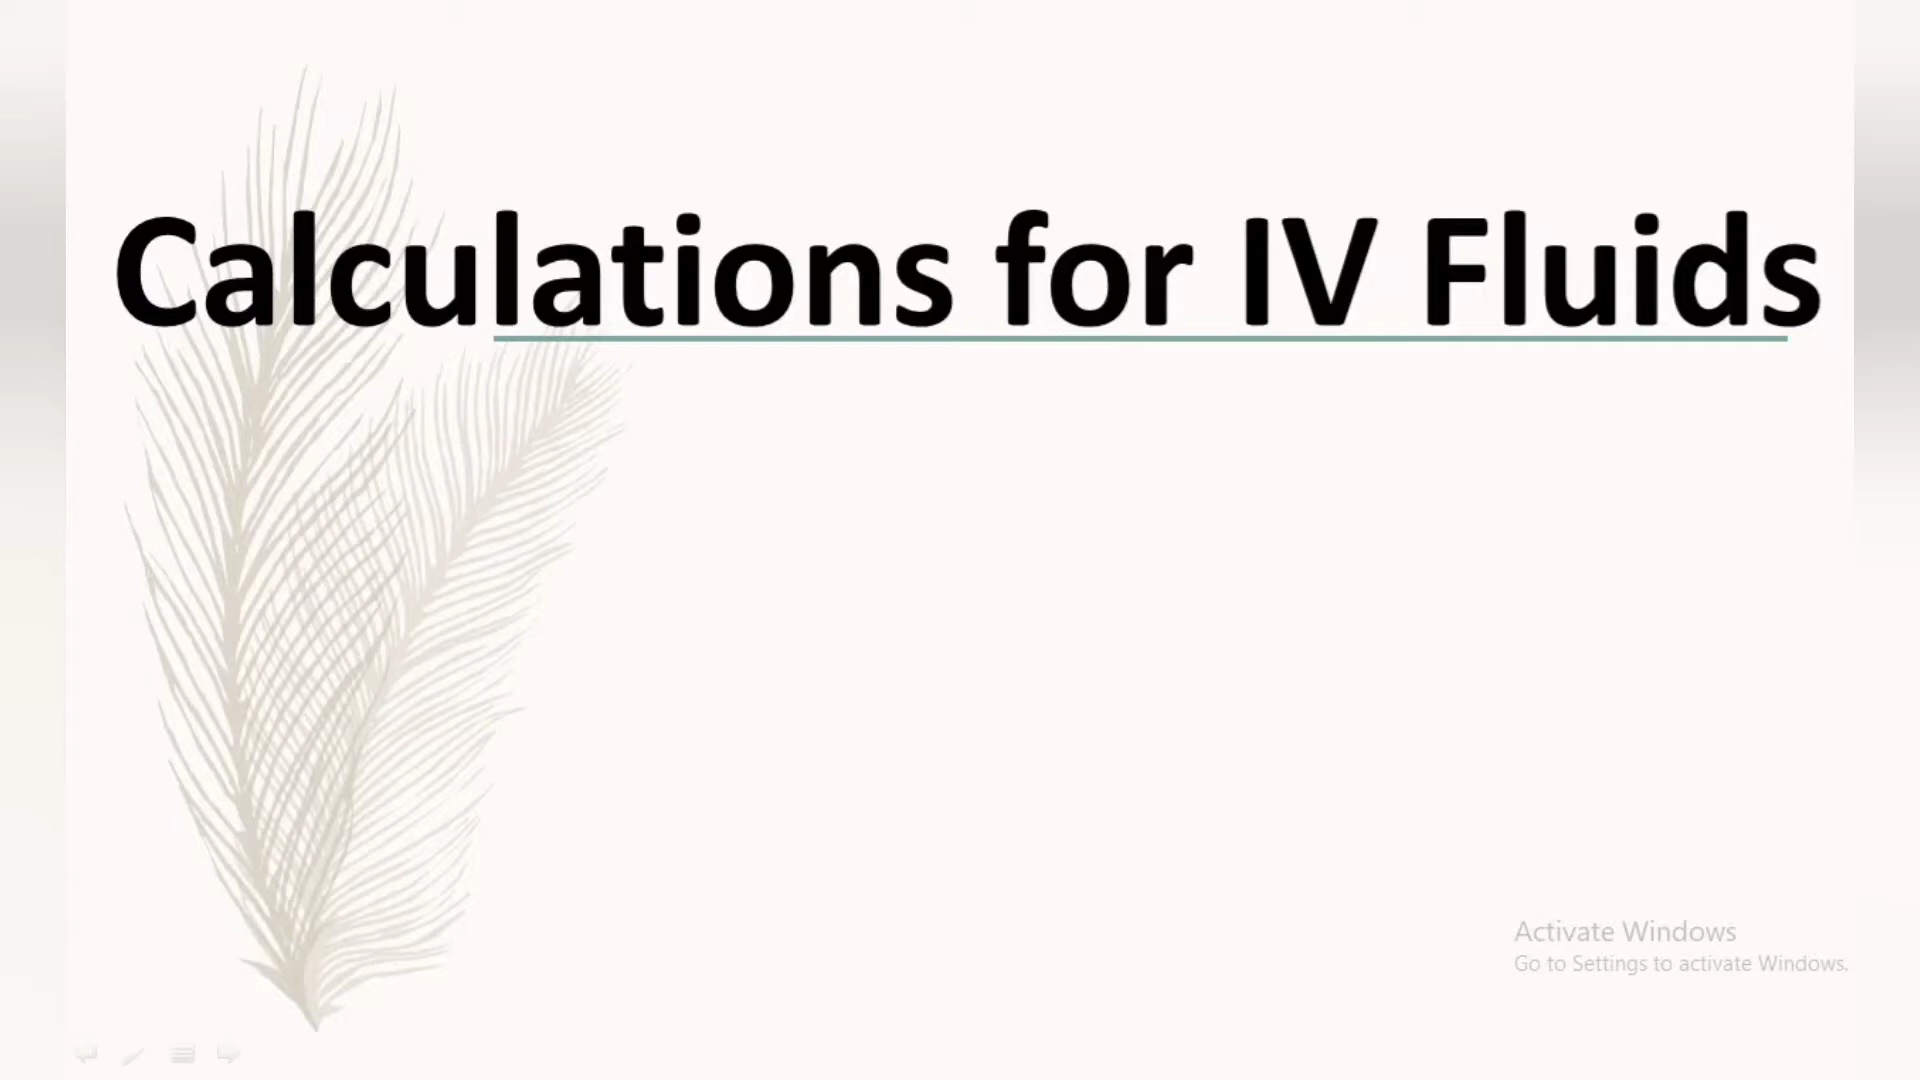 Calculations for IV Fluids
Activate Windows
Go to Settings to activate Windows.